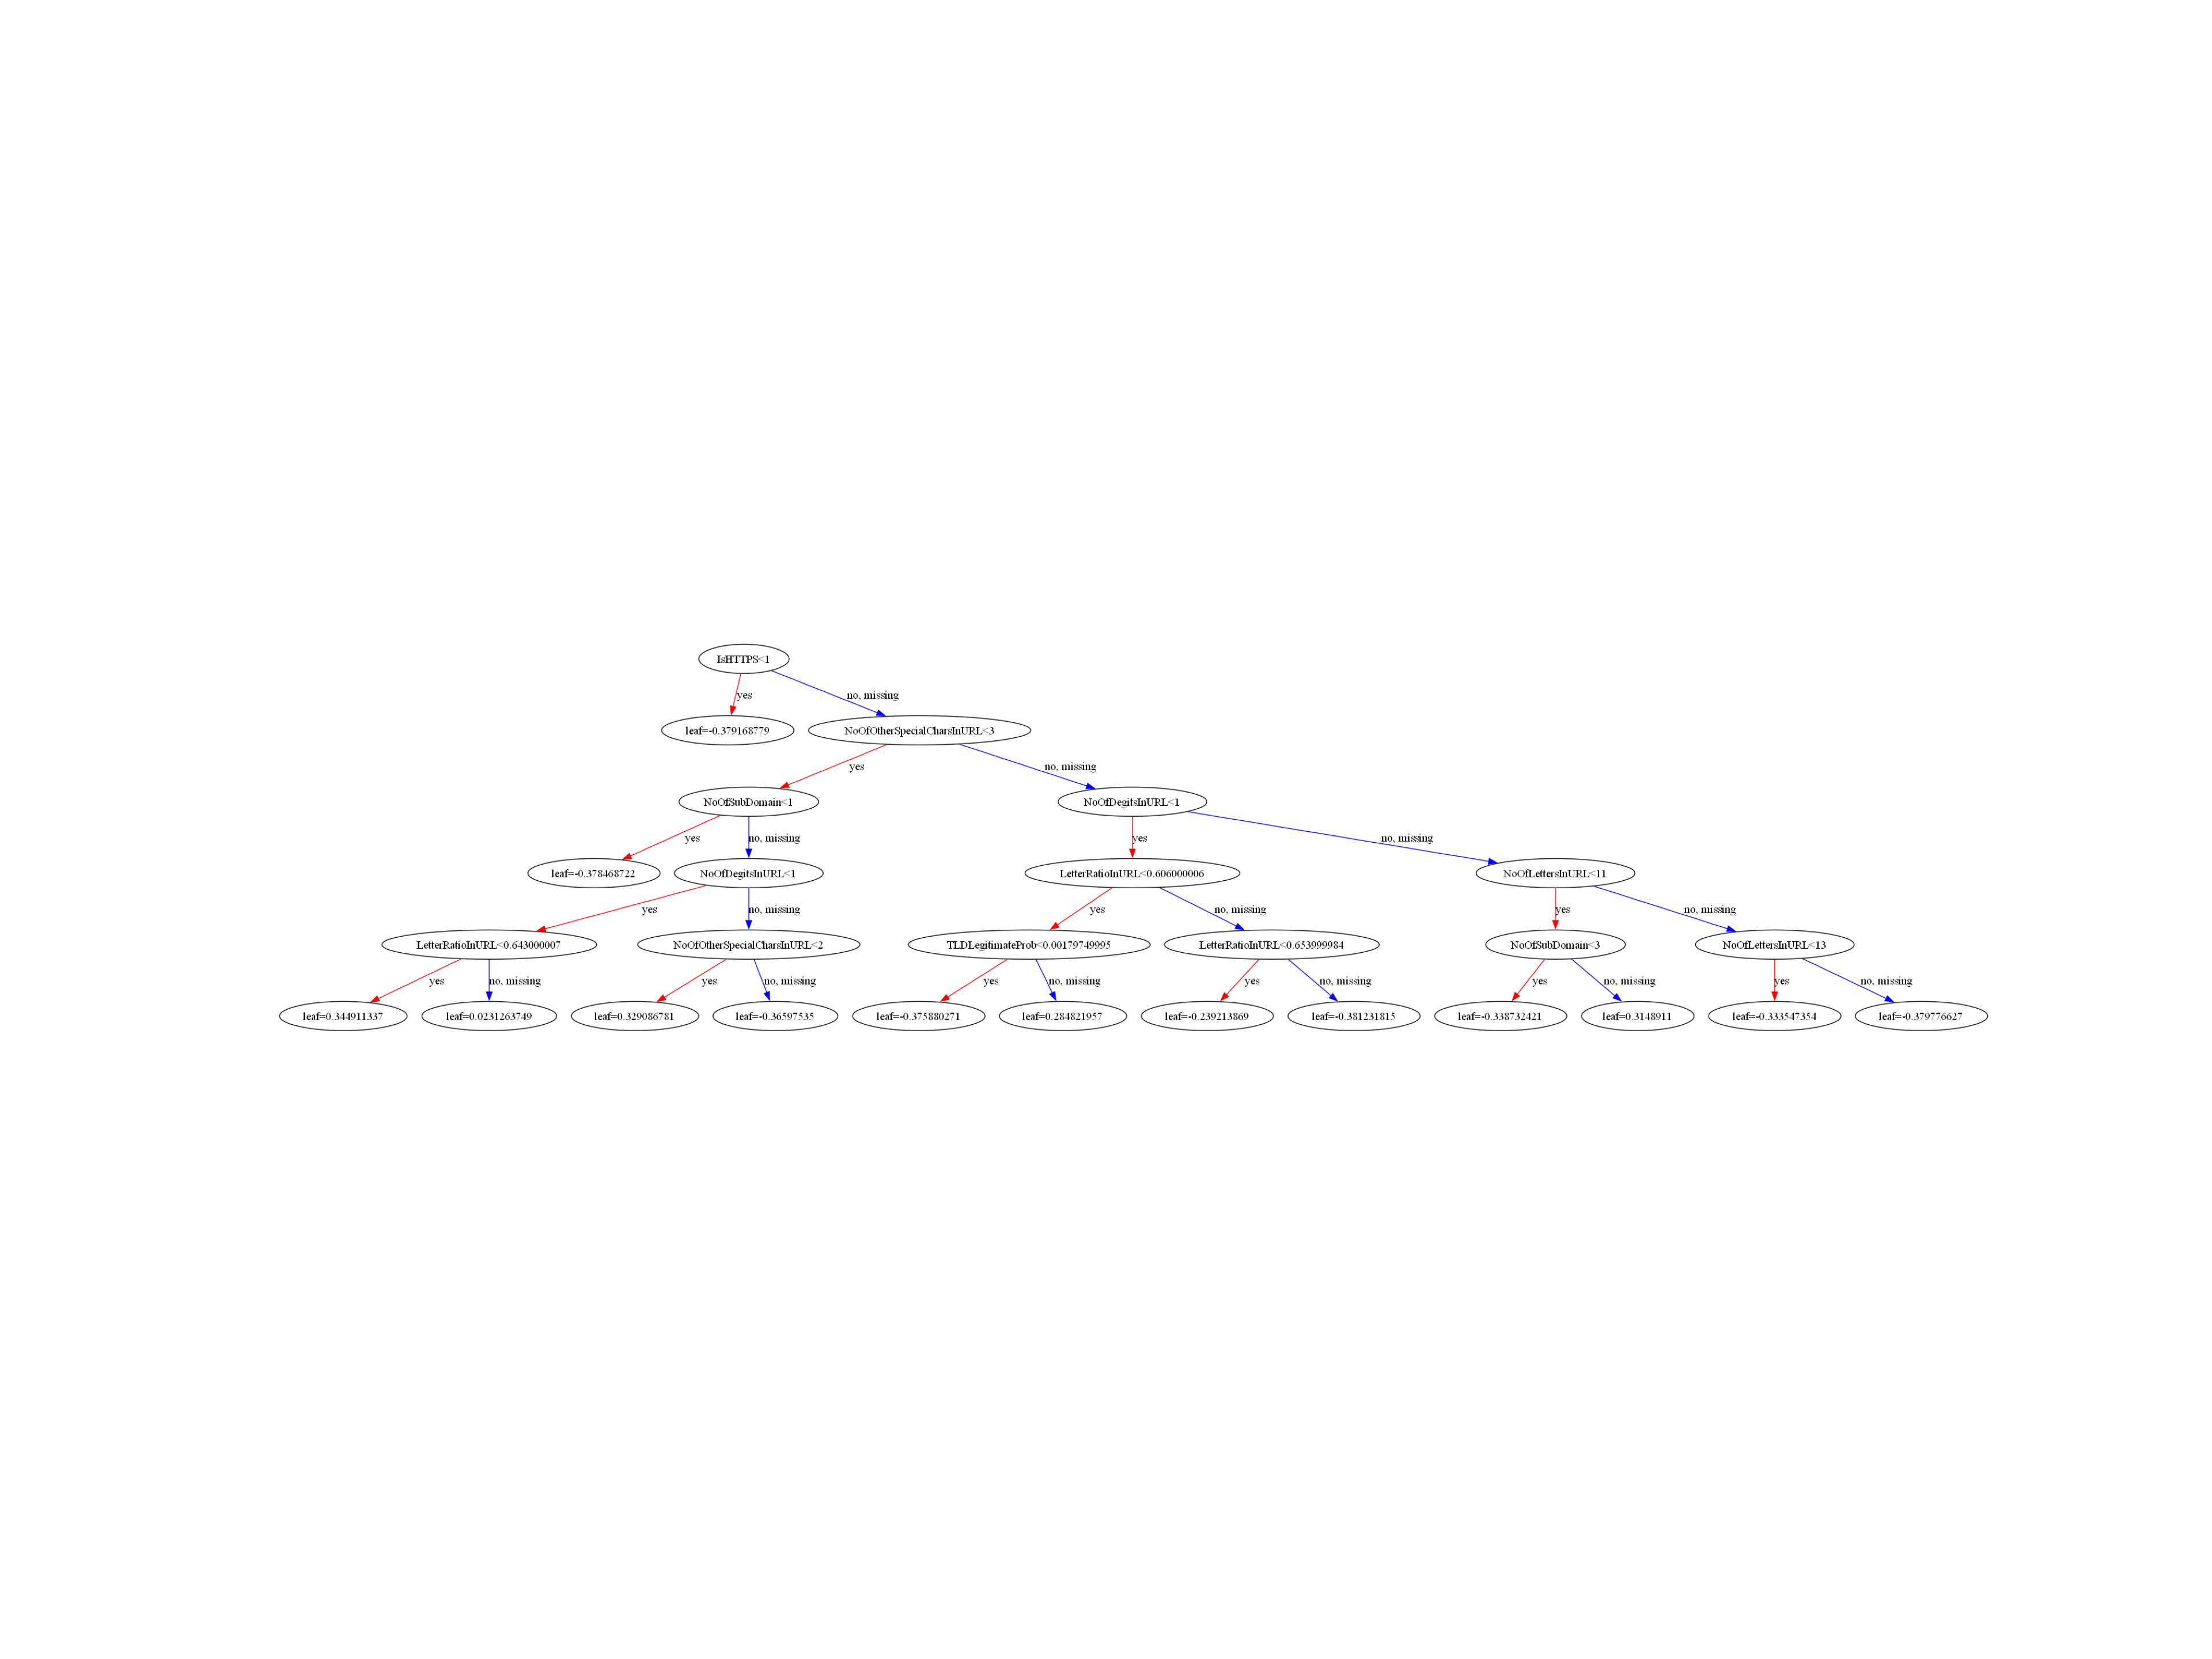 IsHTTPS<1
yes
no, missing
leaf=-0.379168779
NoOfOtherSpecialCharsInURL<3
yes
no, missing
NoOfSubDomain<1
NoOfDegitsInURL<1
yes
no, missing
yes
no, missing
leaf=-0.378468722
NoOfDegitsInURL<1
LetterRatioInURL<0.606000006
NoOfLettersInURL<11
yes
no, missing
yes
no, missing
yes
no, missing
LetterRatioInURL<0.643000007
NoOfOtherSpecialCharsInURL<2
TLDLegitimateProb<0.00179749995
LetterRatioInURL<0.653999984
NoOfSubDomain<3
NoOfLettersInURL<13
yes
no, missing
yes
no, missing
yes
no, missing
yes
no, missing
yes
no, missing
yes
no, missing
leaf=0.344911337
leaf=0.0231263749
leaf=0.329086781
leaf=-0.36597535
leaf=-0.375880271
leaf=0.284821957
leaf=-0.239213869
leaf=-0.381231815
leaf=-0.338732421
leaf=0.3148911
leaf=-0.333547354
leaf=-0.379776627